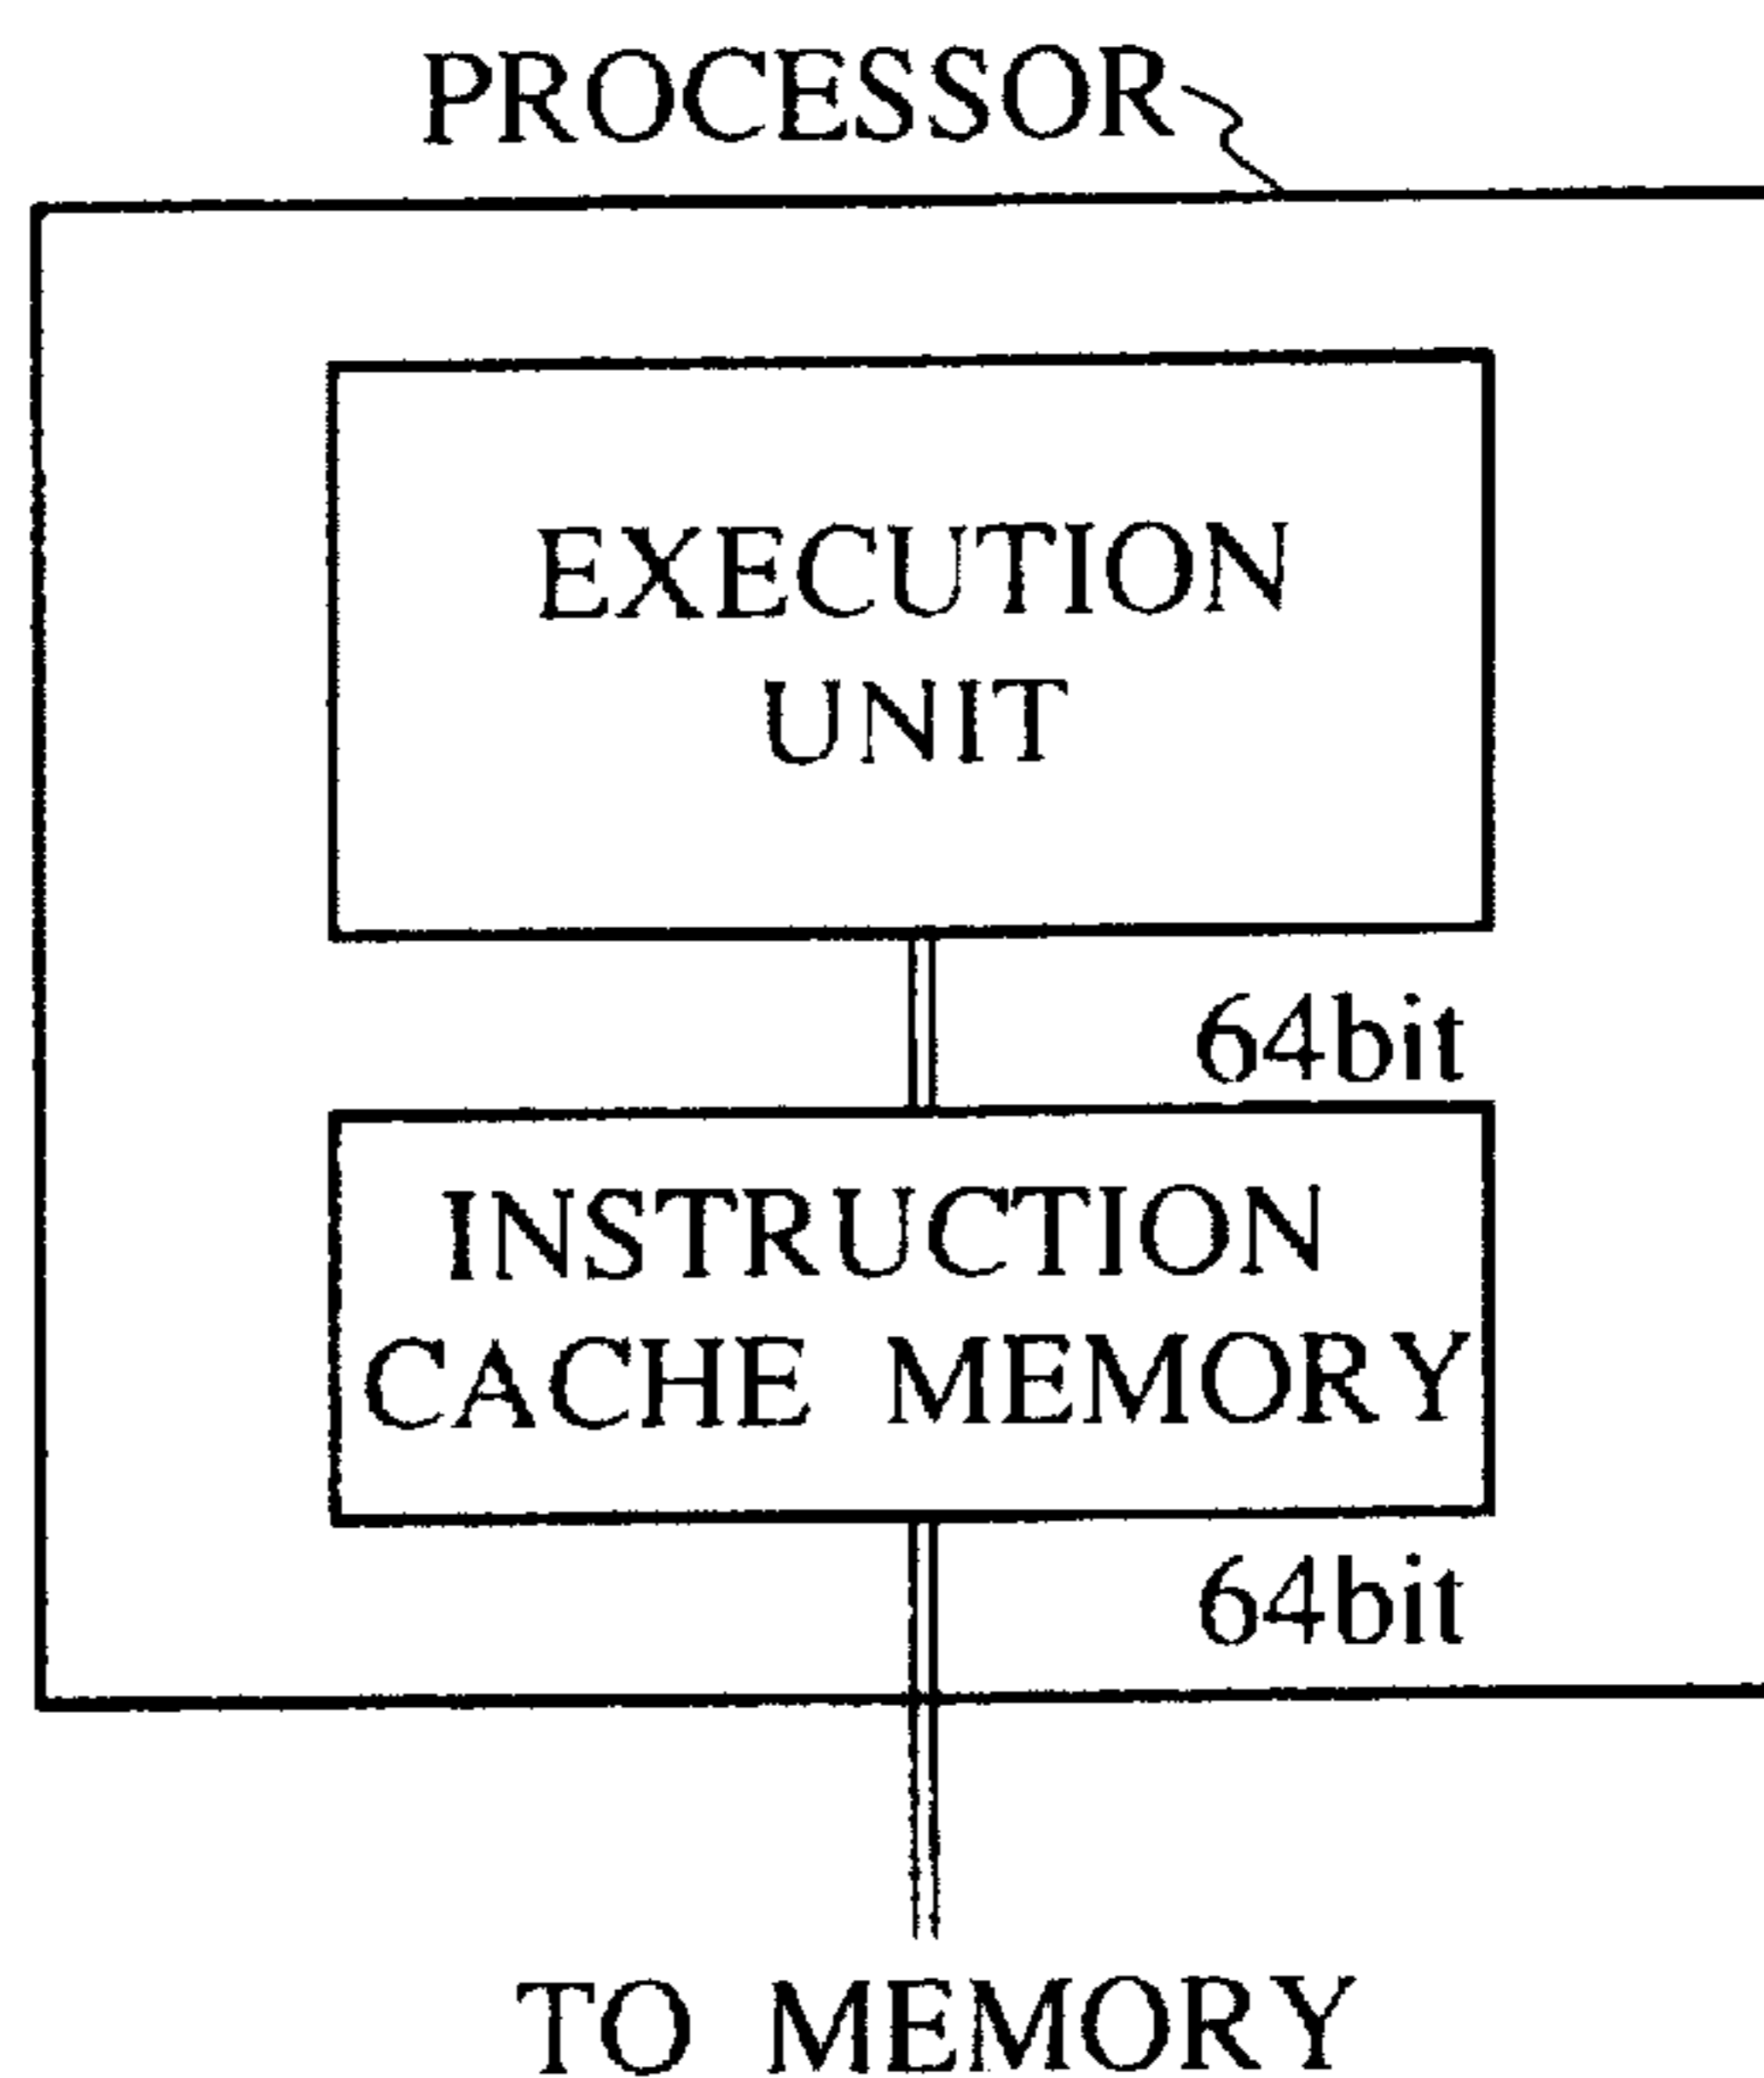 PROCESSOR
EXECUTION
UNIT
64bit
INSTRUCTION
CACHE MEMORY
64bit
TO MEMORY